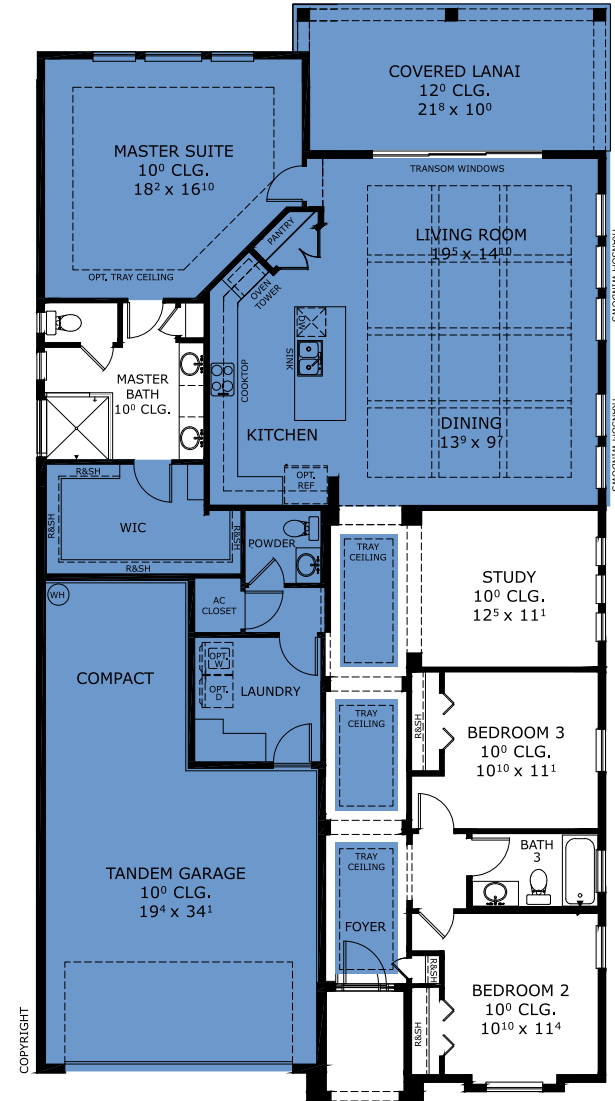 COVERED LANAI
12⁰ CLG.
21⁸ x 10⁰
MASTER SUITE
10⁰ CLG.
18² x 16¹⁰
OPT. TRAY CEILING
TRANSOM WINDOWS
LIVING ROOM
19⁵ x 14¹⁰
TRANSOM WINDOWS
PANTRY
OVEN
TOWER
DW
SINK
COOKTOP
KITCHEN
DINING
13⁹ x 9⁷
TRANSOM WINDOWS
OPT.
REF
MASTER
BATH
10⁰ CLG.
R&SH
R&SH
WIC
R&SH
R&SH
POWDER
TRAY
CEILING
STUDY
10⁰ CLG.
12⁵ x 11¹
WH
AC
CLOSET
COMPACT
OPT.
W
OPT.
D
LAUNDRY
TRAY
CEILING
R&SH
BEDROOM 3
10⁰ CLG.
10¹⁰ x 11¹
TANDEM GARAGE
10⁰ CLG.
19⁴ x 34¹
TRAY
CEILING
FOYER
BATH
3
R&SH
BEDROOM 2
10⁰ CLG.
10¹⁰ x 11⁴
R&SH
COPYRIGHT